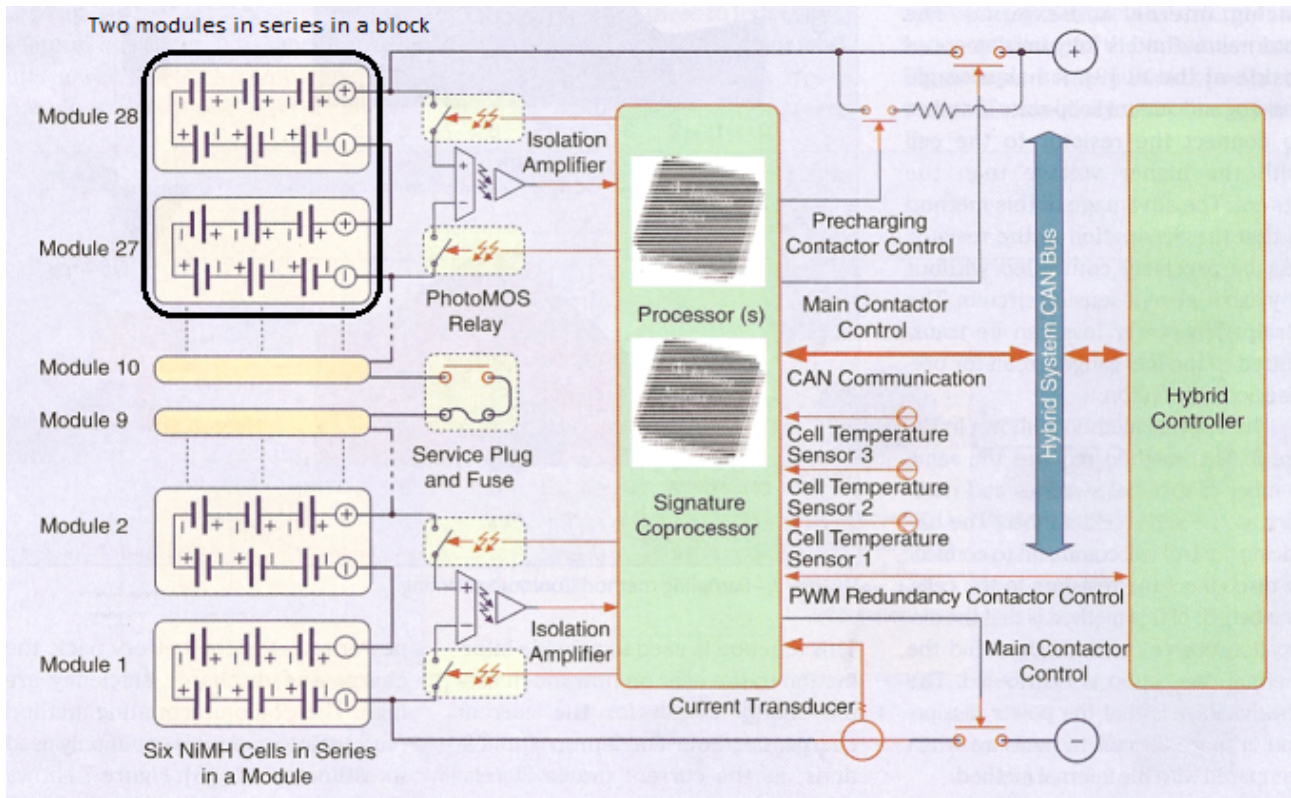 Two modules in series in a block
Module 28
Module 27
Module 10
Module 9
Module 2
Module 1
Six NiMH Cells in Series
in a Module
Isolation
Amplifier
PhotoMOS
Relay
Service Plug
and Fuse
Isolation
Amplifier
Processor (s)
Signature
Coprocessor
Precharging
Contactor Control
Main Contactor
Control
CAN Communication
Cell Temperature
Sensor 3
Cell Temperature
Sensor 2
Cell Temperature
Sensor 1
PWM Redundancy Contactor Control
Main Contactor
Control
Current Transducer
Hybrid System CAN Bus
Hybrid
Controller